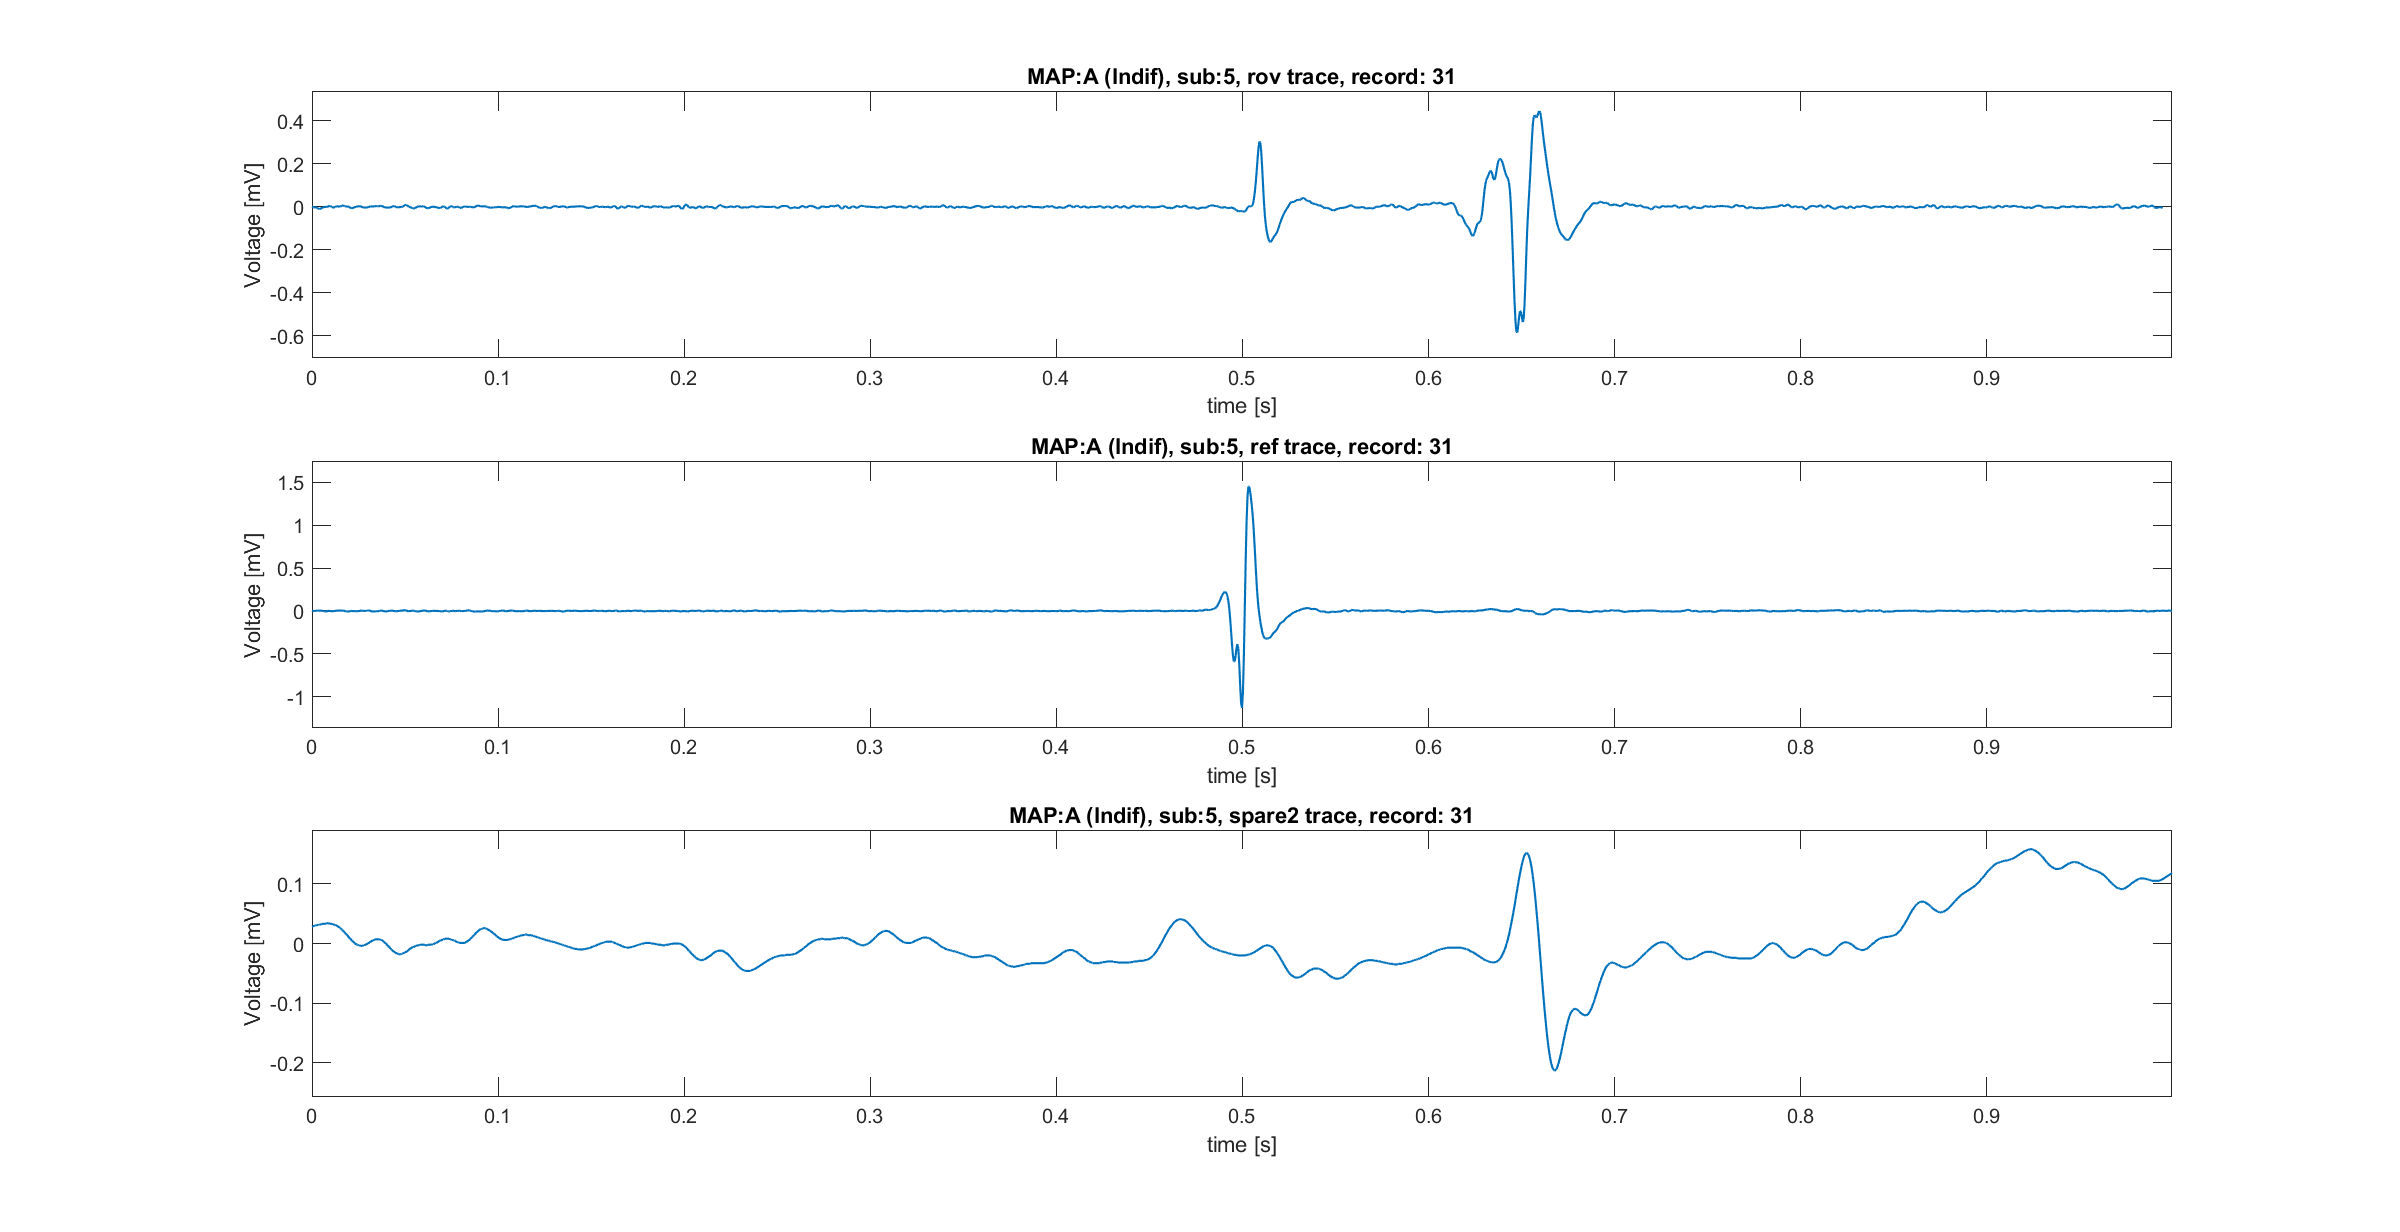 MAP:A (Indif), sub:5, rov trace, record: 31
Voltage [mV]
0.4
0.2
0
-0.2
-0.4
-0.6
0 0.1 0.2 0.3 0.4 0.5 0.6 0.7 0.8 0.9
time [s]
MAP:A (Indif), sub:5, ref trace, record: 31
Voltage [mV]
1.5
1
0.5
0
-0.5
-1
0 0.1 0.2 0.3 0.4 0.5 0.6 0.7 0.8 0.9
time [s]
MAP:A (Indif), sub:5, spare2 trace, record: 31
Voltage [mV]
0.1
0
-0.1
-0.2
0 0.1 0.2 0.3 0.4 0.5 0.6 0.7 0.8 0.9
time [s]